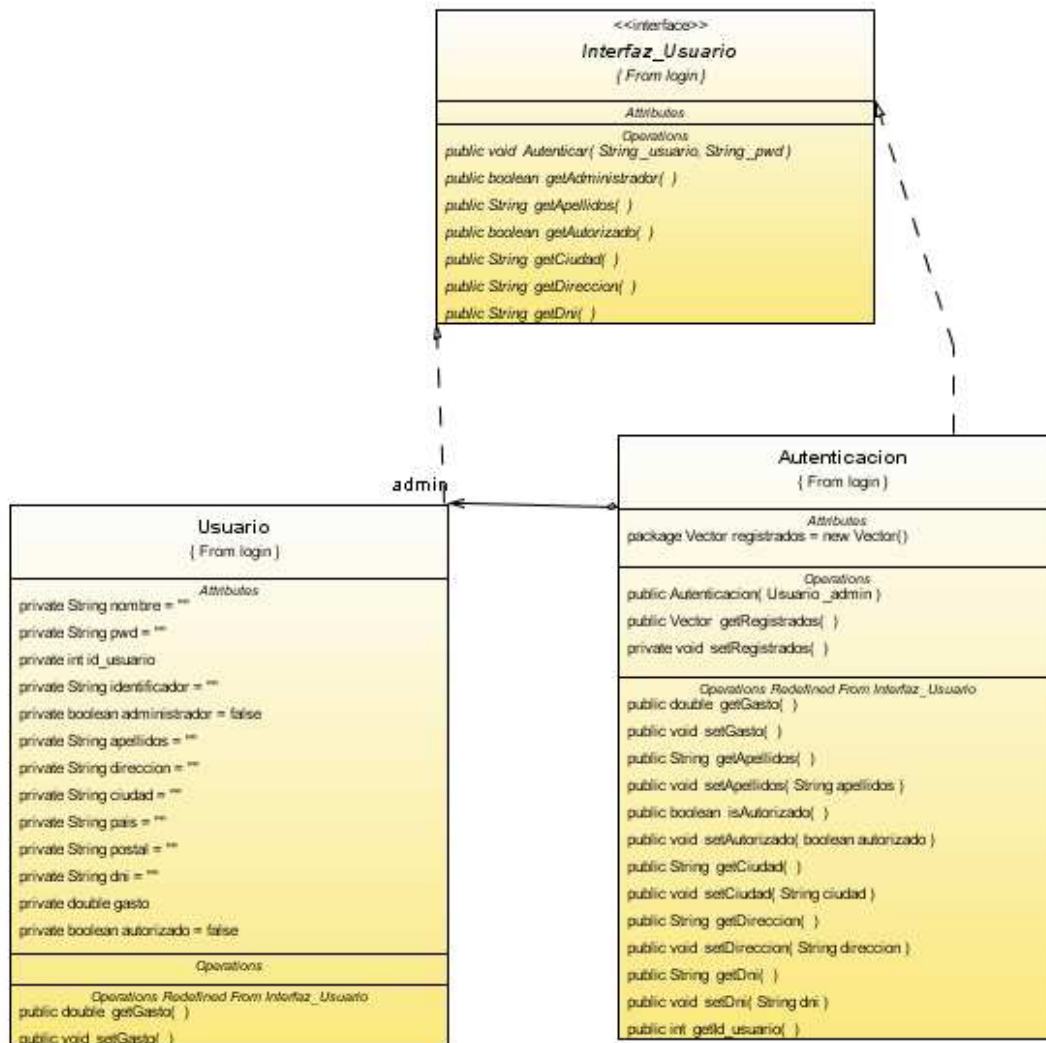 <<interface>>
Interfaz_Usuario
{ From login }
Attributes
Operations
public void Autenticar( String _usuario, String _pwd )
public boolean getAdministrador( )
public String getApellidos( )
public boolean getAutorizado( )
public String getCiudad( )
public String getDireccion( )
public String getDni( )
admin
Usuario
{ From login }
Attributes
private String nombre = ""
private String pwd = ""
private int id_usuario
private String identificador = ""
private boolean administrador = false
private String apellidos = ""
private String direccion = ""
private String ciudad = ""
private String pais = ""
private String postal = ""
private String dni = ""
private double gasto
private boolean autorizado = false
Operations
Operations Redefined From Interfaz_Usuario
public double getGasto( )
public void setGasto( )
Autenticacion
{ From login }
Attributes
package Vector registrados = new Vector()
Operations
public Autenticacion( Usuario _admin )
public Vector getRegistrados( )
private void setRegistrados( )
Operations Redefined From Interfaz_Usuario
public double getGasto( )
public void setGasto( )
public String getApellidos( )
public void setApellidos( String apellidos )
public boolean isAutorizado( )
public void setAutorizado( boolean autorizado )
public String getCiudad( )
public void setCiudad( String ciudad )
public String getDireccion( )
public void setDireccion( String direccion )
public String getDni( )
public void setDni( String dni )
public int getId_usuario( )